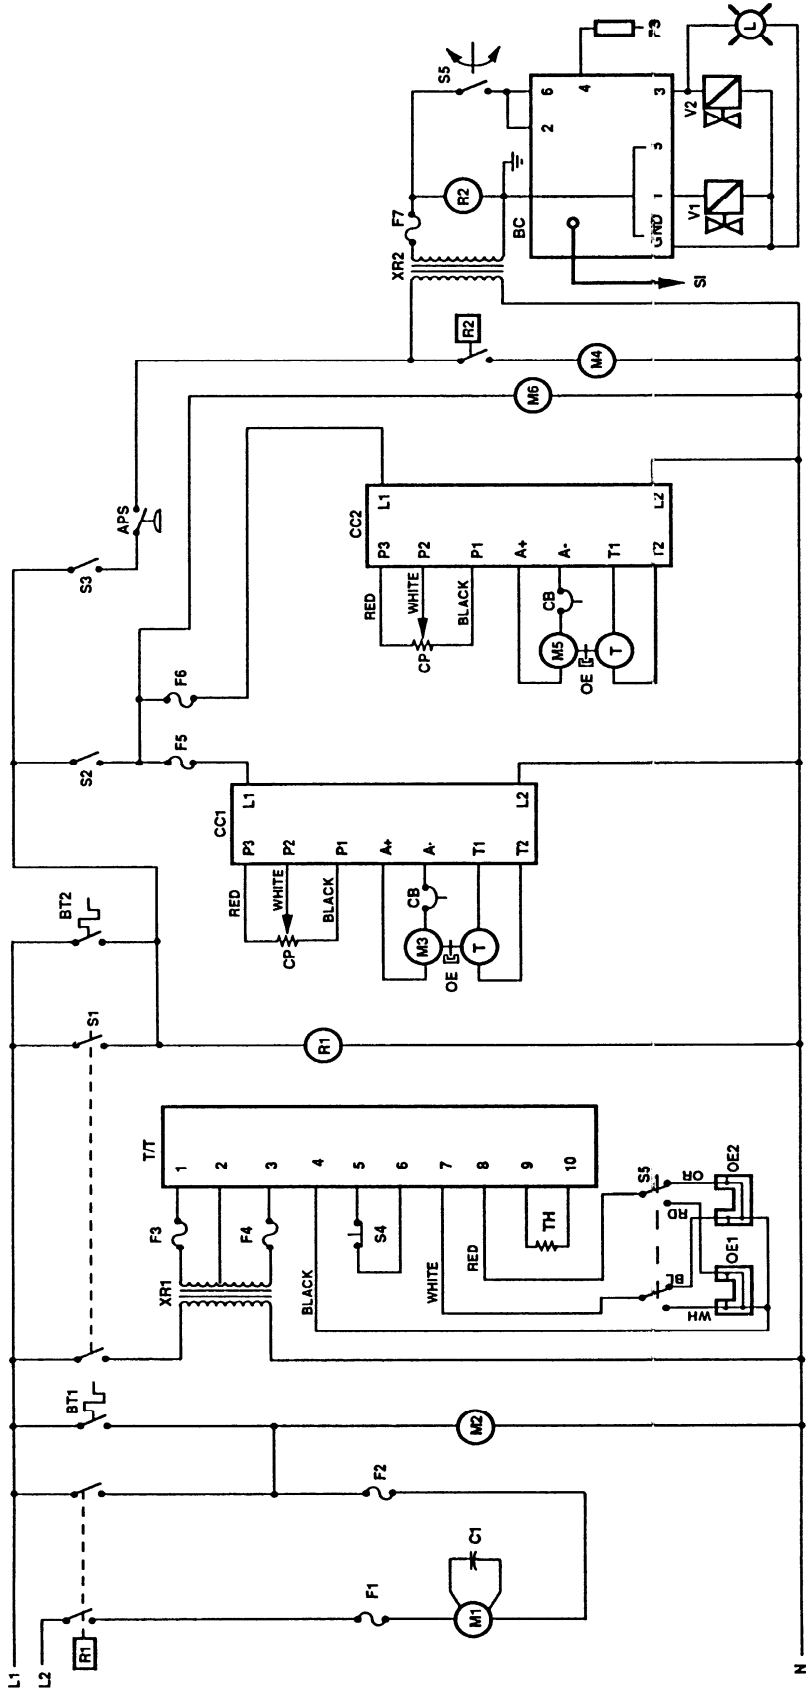 L1
L2
R1
F1
M1
C1
F2
BT1
M2
N
S1
XR1
F3
F4
T/T
1
2
3
4
5
6
7
8
9
10
BLACK
S4
WHITE
RED
TH
S5
WH
BL
RD
OR
OE1
OE2
R1
BT2
CC1
L1
L2
P3
P2
P1
A+
A-
T1
T2
RED
WHITE
BLACK
CP
CB
M3
OE
T
S2
F5
F6
S3
APS
CC2
L1
L2
P3
P2
P1
A+
A-
T1
T2
RED
WHITE
BLACK
CP
CB
M5
OE
T
M6
R2
M4
XR2
F7
R2
S5
BC
2
6
4
GND
1
5
3
SI
V1
V2
L